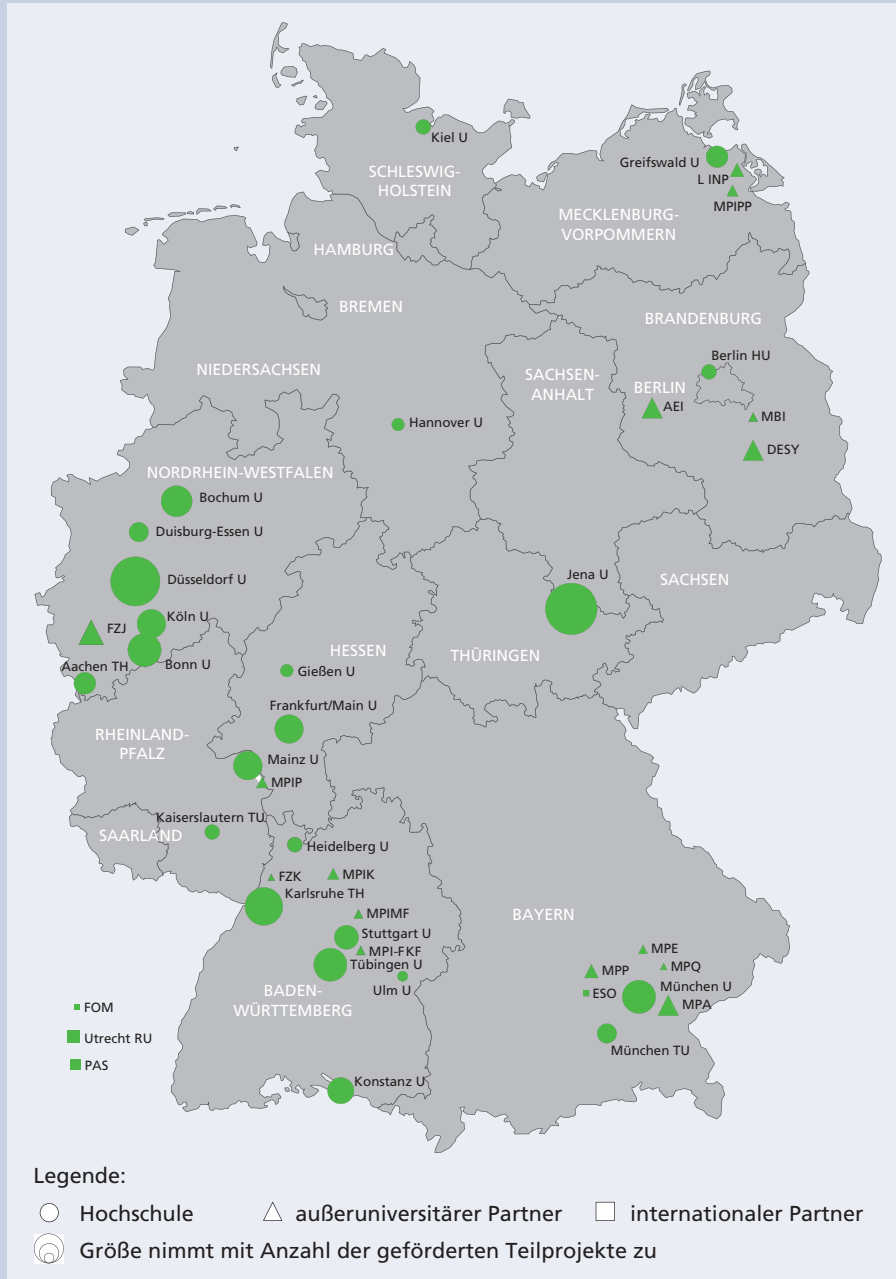 Kiel U
SCHLESWIG-
HOLSTEIN
Greifswald U
L INP
MPIPP
MECKLENBURG-
VORPOMMERN
HAMBURG
BREMEN
BRANDENBURG
NIEDERSACHSEN
Berlin HU
SACHSEN-
ANHALT
BERLIN
AEI
MBI
Hannover U
DESY
NORDRHEIN-WESTFALEN
Bochum U
Duisburg-Essen U
Düsseldorf U
Jena U
SACHSEN
Köln U
FZJ
HESSEN
THÜRINGEN
Aachen TH
Bonn U
Gießen U
Frankfurt/Main U
RHEINLAND-
PFALZ
Mainz U
MPIP
Kaiserslautern TU
SAARLAND
Heidelberg U
FZK
MPIK
Karlsruhe TH
MPIMF
BAYERN
Stuttgart U
MPI-FKF
Tübingen U
MPE
MPP
MPQ
Ulm U
ESO
München U
MPA
BADEN-
WÜRTTEMBERG
FOM
Utrecht RU
PAS
München TU
Konstanz U
Legende:
Hochschule außeruniversitärer Partner internationaler Partner
Größe nimmt mit Anzahl der geförderten Teilprojekte zu